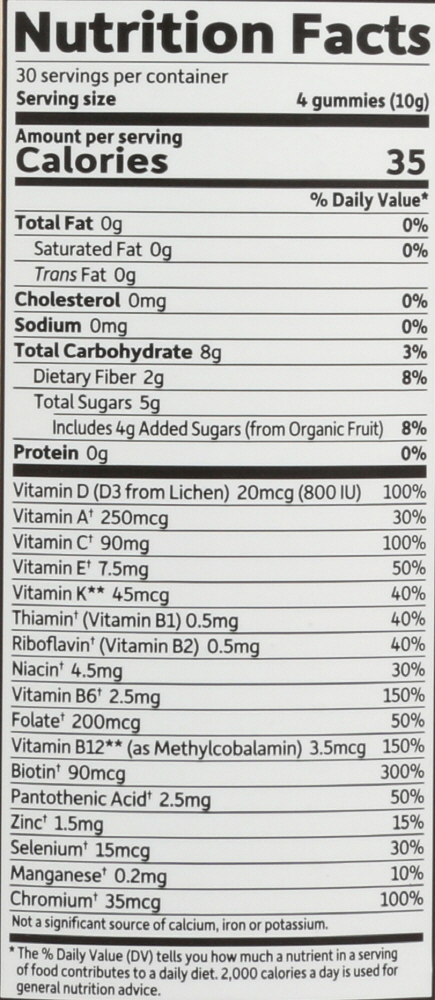 Nutrition Facts
30 servings per container
Serving size 4 gummies (10g)
Amount per serving
Calories 35
% Daily Value*
Total Fat 0g 0%
Saturated Fat 0g 0%
Trans Fat 0g
Cholesterol 0mg 0%
Sodium 0mg 0%
Total Carbohydrate 8g 3%
Dietary Fiber 2g 8%
Total Sugars 5g
Includes 4g Added Sugars (from Organic Fruit) 8%
Protein 0g 0%
Vitamin D (D3 from Lichen) 20mcg (800 IU) 100%
Vitamin A† 250mcg 30%
Vitamin C† 90mg 100%
Vitamin E† 7.5mg 50%
Vitamin K** 45mcg 40%
Thiamin† (Vitamin B1) 0.5mg 40%
Riboflavin† (Vitamin B2) 0.5mg 40%
Niacin† 4.5mg 30%
Vitamin B6† 2.5mg 150%
Folate† 200mcg 50%
Vitamin B12** (as Methylcobalamin) 3.5mcg 150%
Biotin† 90mcg 300%
Pantothenic Acid† 2.5mg 50%
Zinc† 1.5mg 15%
Selenium† 15mcg 30%
Manganese† 0.2mg 10%
Chromium† 35mcg 100%
Not a significant source of calcium, iron or potassium.
* The % Daily Value (DV) tells you how much a nutrient in a serving
of food contributes to a daily diet. 2,000 calories a day is used for
general nutrition advice.